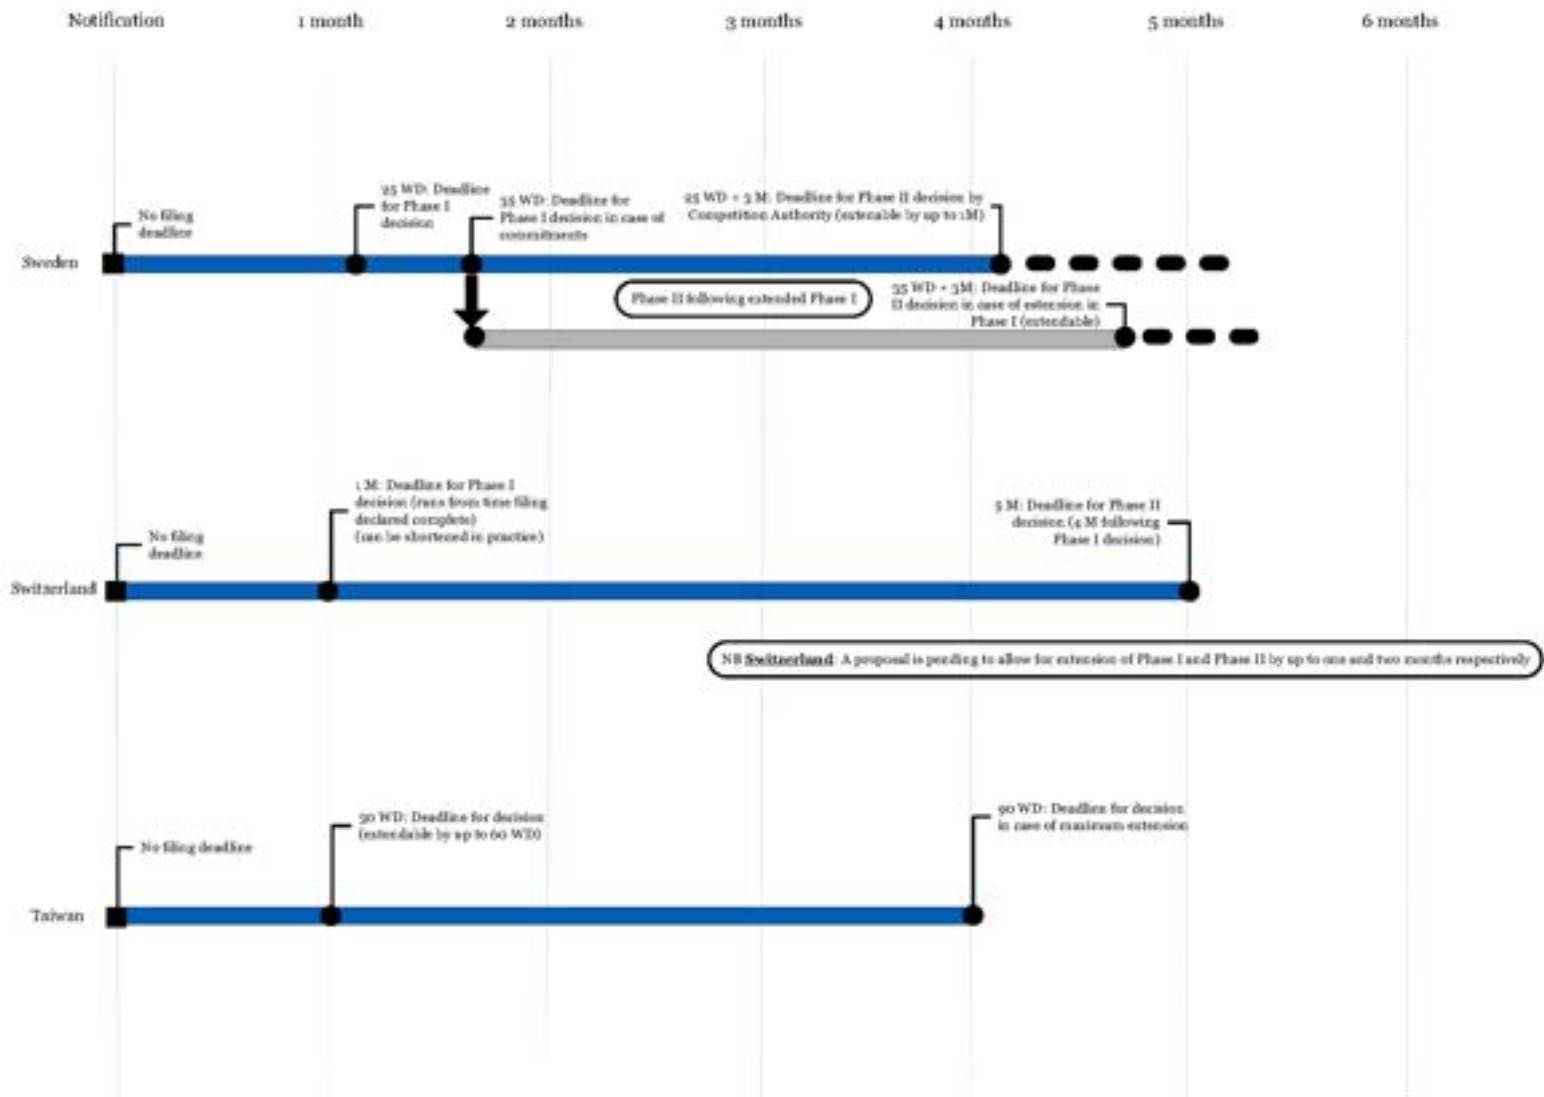 Notification
1 month
2 months
3 months
4 months
5 months
6 months
No filing
deadline
25 WD: Deadline
for Phase I
decision
35 WD: Deadline for
Phase I decision in case of
commitments
25 WD + 3 M: Deadline for Phase II decision by
Competition Authority (extenable by up to 1M)
Sweden
Phase II following extended Phase I
35 WD + 3M: Deadline for Phase
II decision in case of extension in
Phase I (extendable)
No filing
deadline
1 M: Deadline for Phase I
decision (runs from time filing
declared complete)
(can be shortened in practice)
5 M: Deadline for Phase II
decision (4 M following
Phase I decision)
Switzerland
NB Switzerland: A proposal is pending to allow for extension of Phase I and Phase II by up to one and two months respectively
No filing deadline
30 WD: Deadline for decision
(extendable by up to 60 WD)
90 WD: Deadline for decision
in case of maximum extension
Taiwan